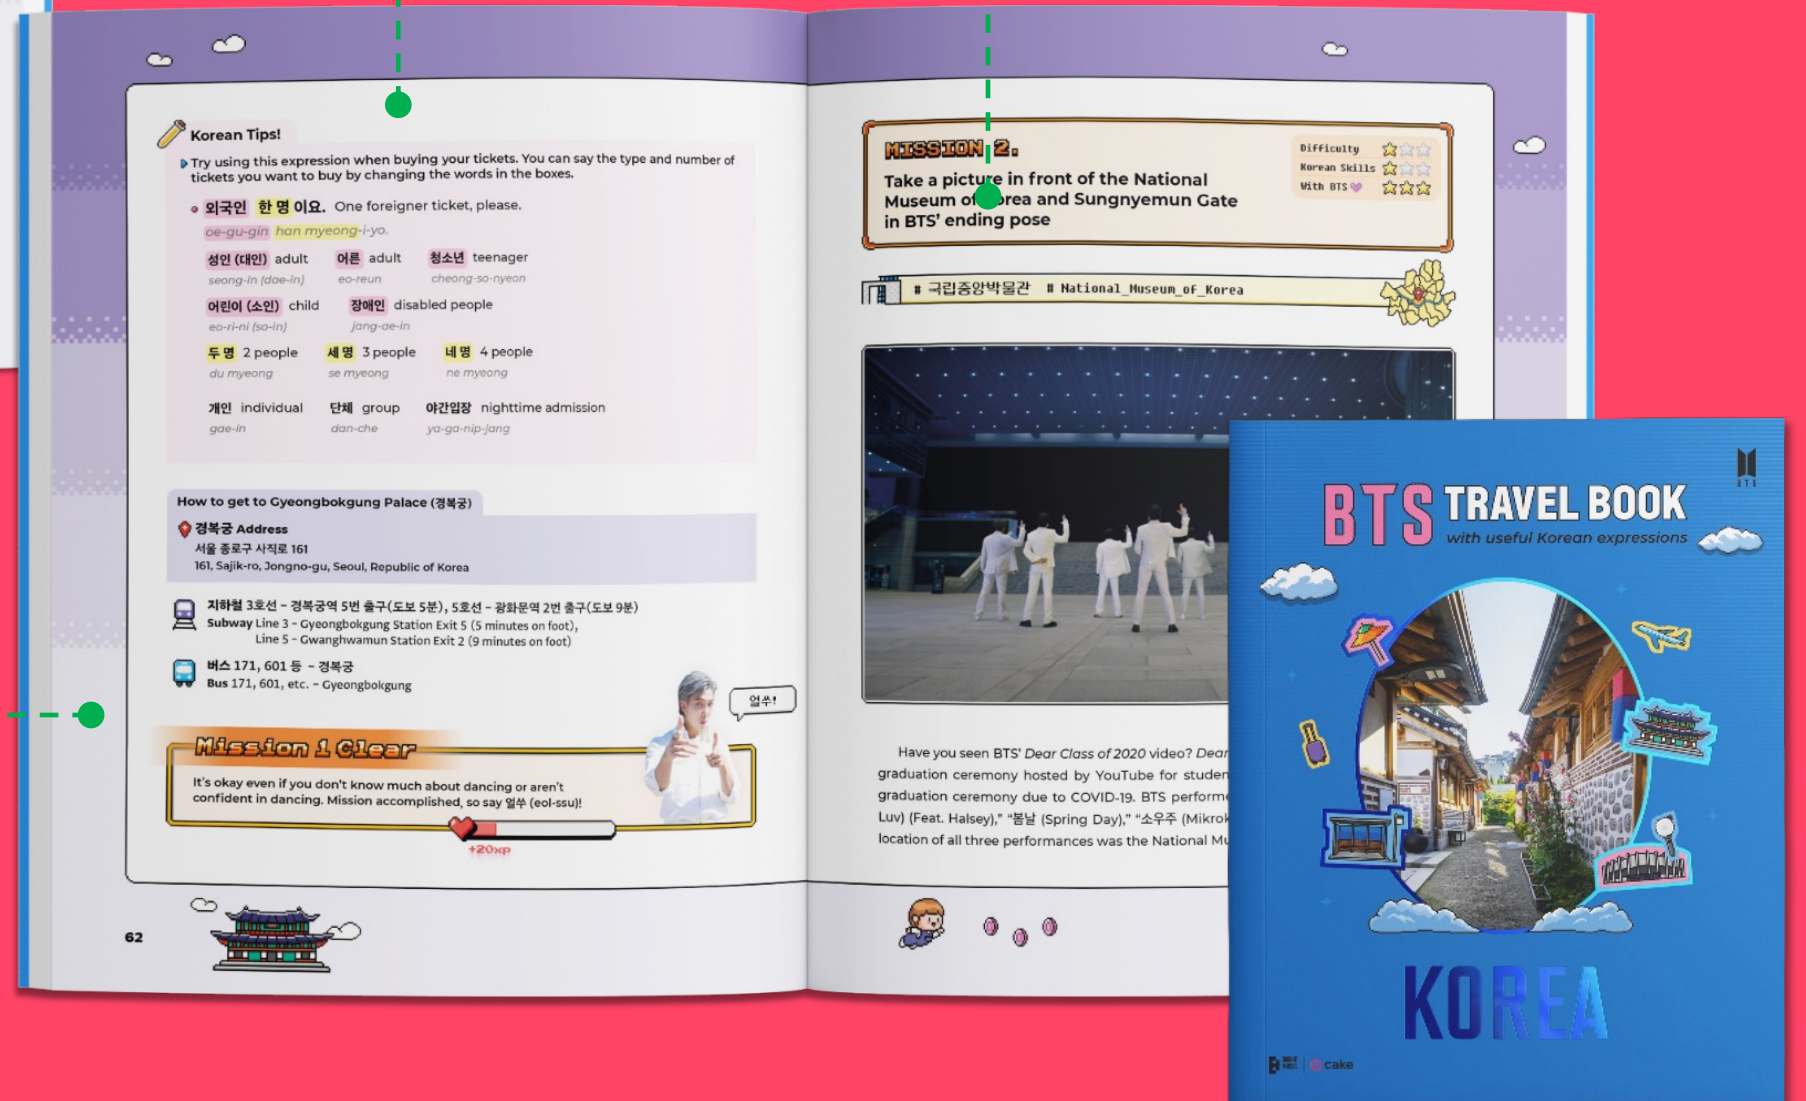 Korean Tips!
Try using this expression when buying your tickets. You can say the type and number of
tickets you want to buy by changing the words in the boxes.
외국인 한 명 이요. One foreigner ticket, please.
oe-gu-gin han myeong-i-yo.
성인 (대인) adult 어른 adult 청소년 teenager
seong-in (dae-in) eo-reun cheong-so-nyeon
어린이 (소인) child 장애인 disabled people
eo-ri-ni (so-in) jang-ae-in
두 명 2 people 세 명 3 people 네 명 4 people
du myeong se myeong ne myeong
개인 individual 단체 group 야간입장 nighttime admission
gae-in dan-che ya-ga-nip-jang
How to get to Gyeongbokgung Palace (경복궁)
경복궁 Address
서울 종로구 사직로 161
161, Sajik-ro, Jongno-gu, Seoul, Republic of Korea
지하철 3호선 – 경복궁역 5번 출구(도보 5분), 5호선 – 광화문역 2번 출구(도보 9분)
Subway Line 3 – Gyeongbokgung Station Exit 5 (5 minutes on foot),
Line 5 – Gwanghwamun Station Exit 2 (9 minutes on foot)
버스 171, 601 등 – 경복궁
Bus 171, 601, etc. – Gyeongbokgung
얼쑤!
Mission 1 Clear
It's okay even if you don't know much about dancing or aren't
confident in dancing. Mission accomplished, so say 얼쑤 (eol-ssu)!
+20xp
62
MISSION 2.
Take a picture in front of the National
Museum of Korea and Sungnyemun Gate
in BTS' ending pose
Difficulty
Korean Skills
With BTS
# 국립중앙박물관 # National_Museum_of_Korea
Have you seen BTS' Dear Class of 2020 video? Dear
graduation ceremony hosted by YouTube for studen
graduation ceremony due to COVID-19. BTS performe
Luv) (Feat. Halsey)," "봄날 (Spring Day)," "소우주 (Mikrok
location of all three performances was the National Mu
BTS
BTS TRAVEL BOOK
with useful Korean expressions
KOREA
BIGHIT MUSIC | cake